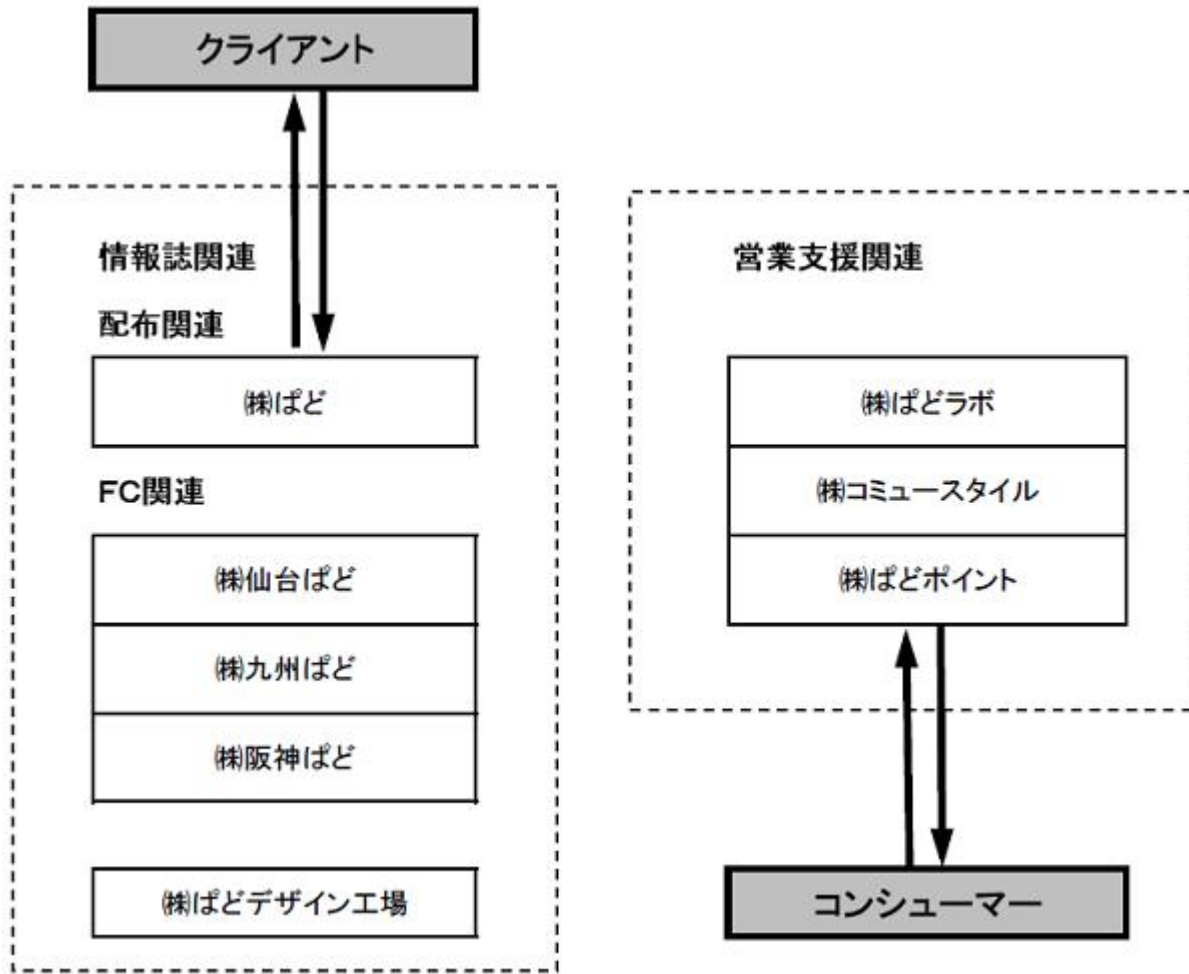 クライアント
情報誌関連
配布関連
㈱ぱど
FC関連
㈱仙台ぱど
㈱九州ぱど
㈱阪神ぱど
㈱ぱどデザイン工場
営業支援関連
㈱ぱどラボ
㈱コミュースタイル
㈱ぱどポイント
コンシューマー